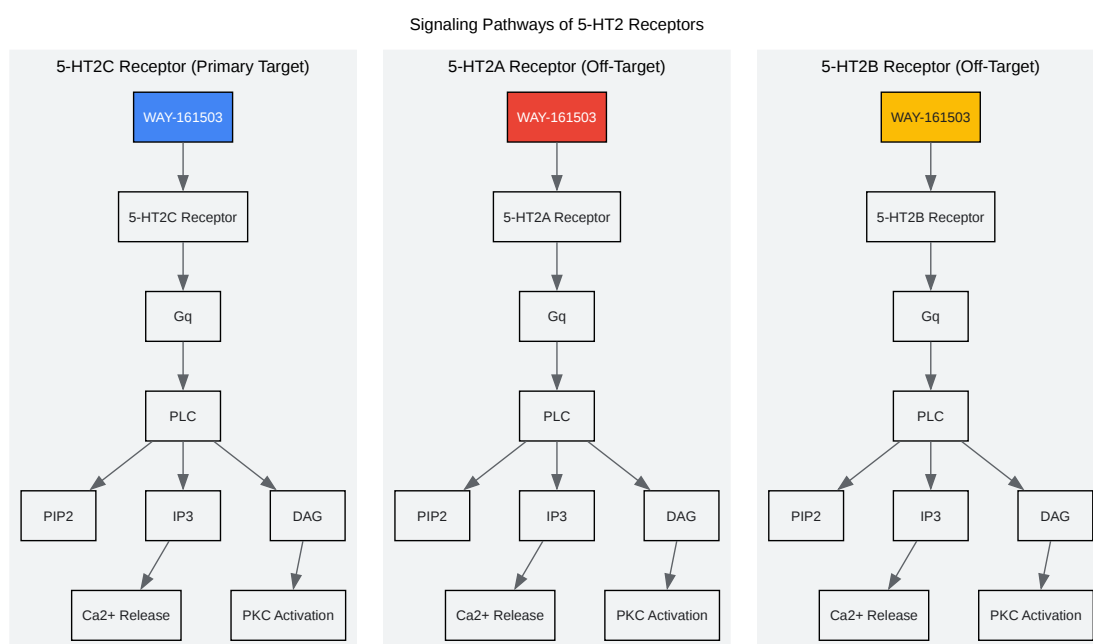 Signaling Pathways of 5-HT2 Receptors
5-HT2C Receptor (Primary Target)
WAY-161503
5-HT2C Receptor
Gq
PLC
PIP2
IP3
DAG
Ca2+ Release
PKC Activation
5-HT2A Receptor (Off-Target)
WAY-161503
5-HT2A Receptor
Gq
PLC
PIP2
IP3
DAG
Ca2+ Release
PKC Activation
5-HT2B Receptor (Off-Target)
WAY-161503
5-HT2B Receptor
Gq
PLC
PIP2
IP3
DAG
Ca2+ Release
PKC Activation